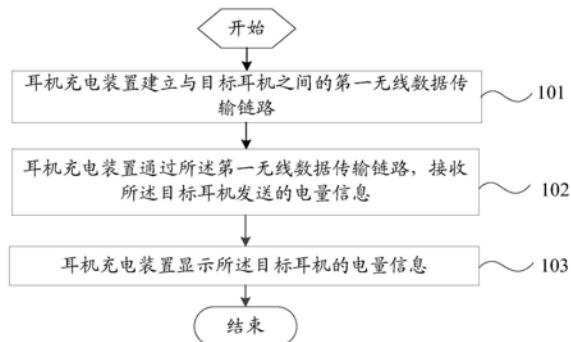 开始
耳机充电装置建立与目标耳机之间的第一无线数据传
输链路
101
耳机充电装置通过所述第一无线数据传输链路，接收
所述目标耳机发送的电量信息
102
耳机充电装置显示所述目标耳机的电量信息
103
结束